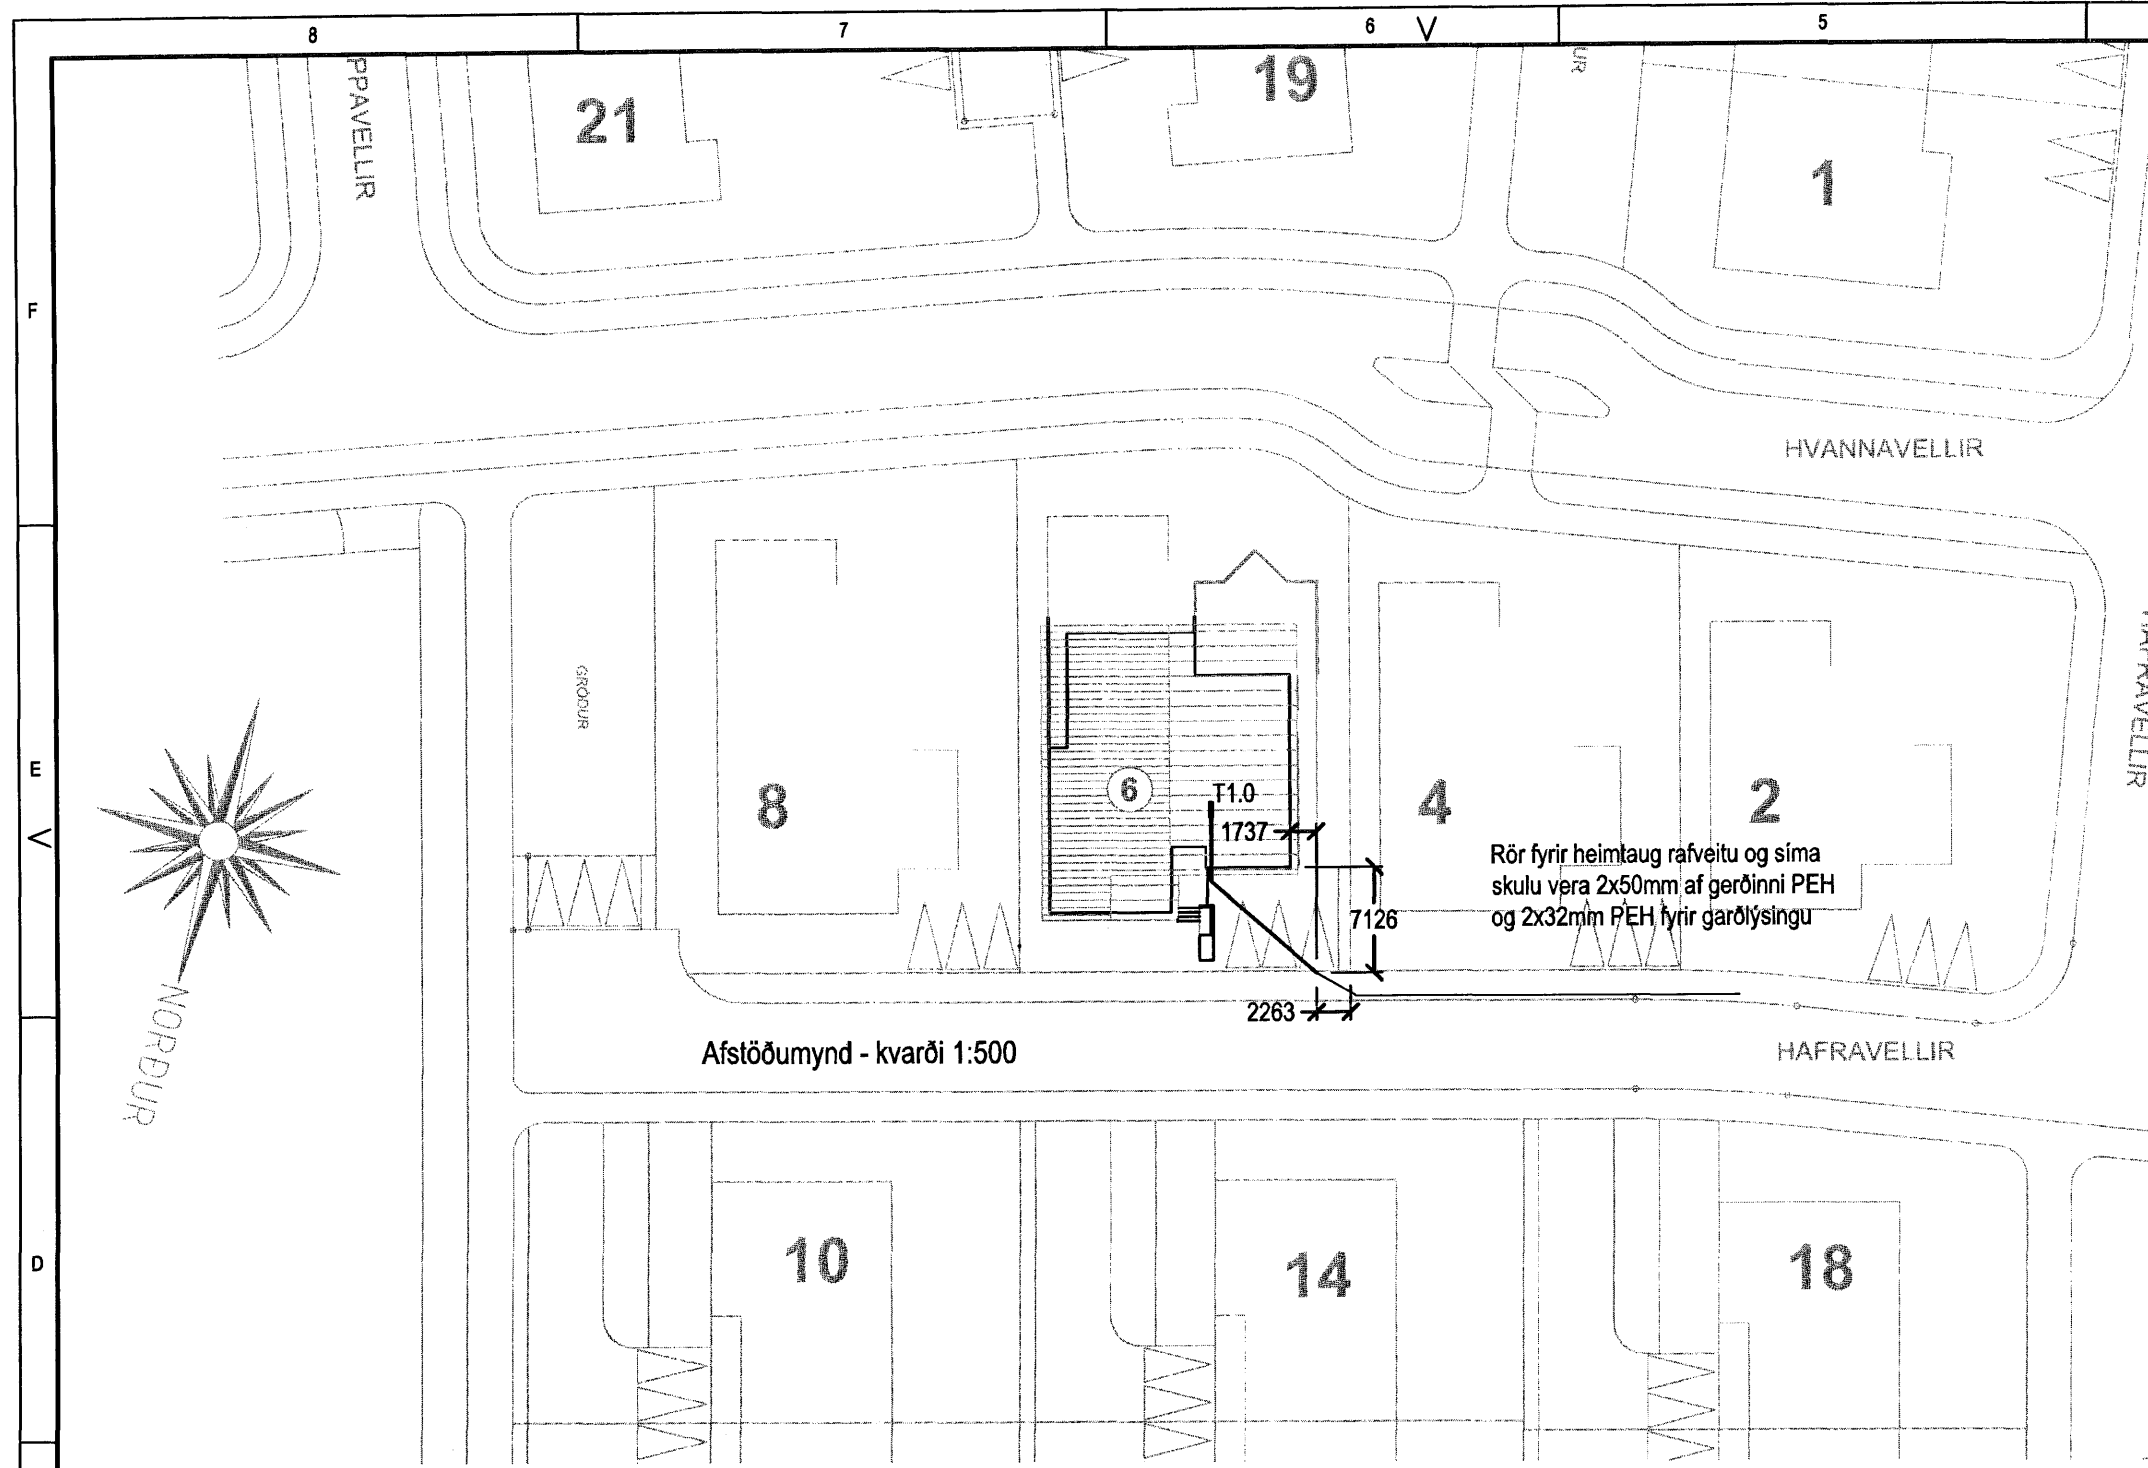 8
7
6
5
F
E
D
PPAVELLIR
21
19
UR
1
HVANNAVELLIR
HAFRAVELLIR
GRÓÐUR
8
6
T1.0
1737
4
2
Rör fyrir heimtaug rafveitu og síma
skulu vera 2x50mm af gerðinni PEH
og 2x32mm PEH fyrir garðlýsingu
7126
2263
NORÐUR
Afstöðumynd - kvarði 1:500
HAFRAVELLIR
10
14
18